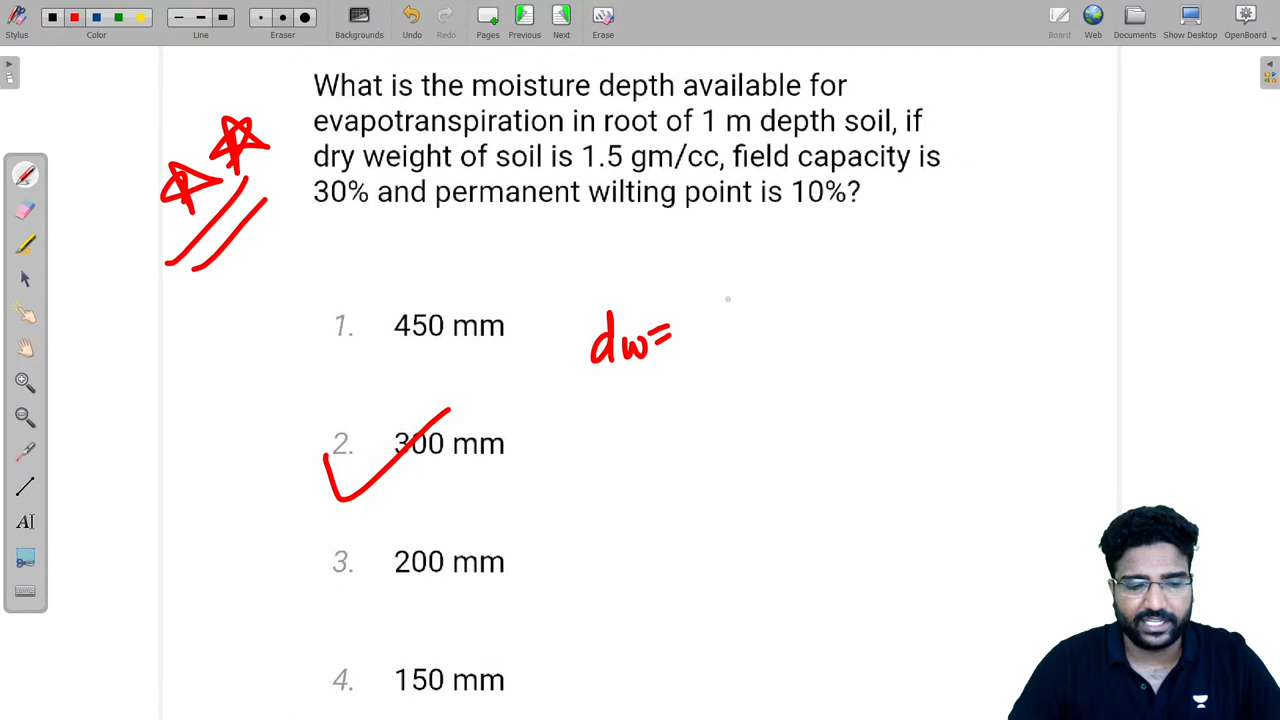 Stylus
Color
Line
Eraser
Backgrounds
Undo
Redo
Pages
Previous
Next
Erase
Board
Web
Documents
Show Desktop
OpenBoard
What is the moisture depth available for
evapotranspiration in root of 1 m depth soil, if
dry weight of soil is 1.5 gm/cc, field capacity is
30% and permanent wilting point is 10%?
1. 450 mm
dw=
2. 300 mm
3. 200 mm
4. 150 mm